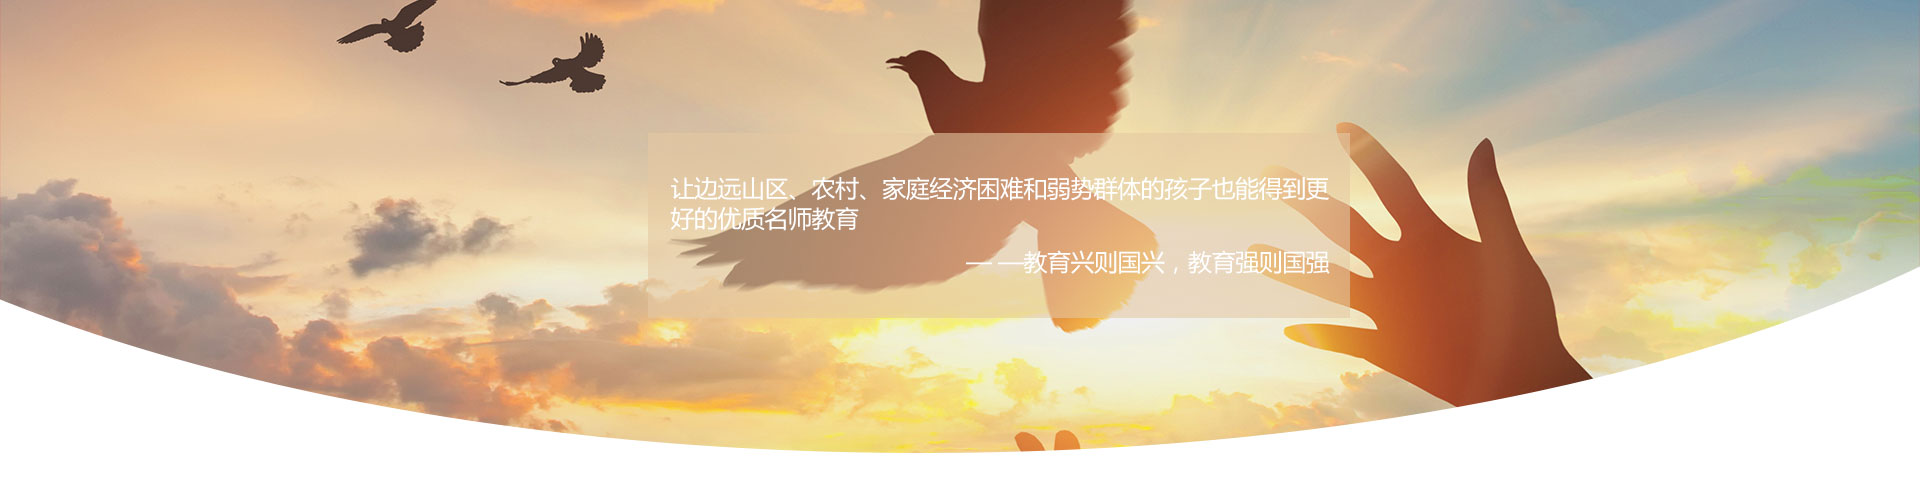 让边远山区、农村、家庭经济困难和弱势群体的孩子也能得到更
好的优质名师教育
— —教育兴则国兴，教育强则国强